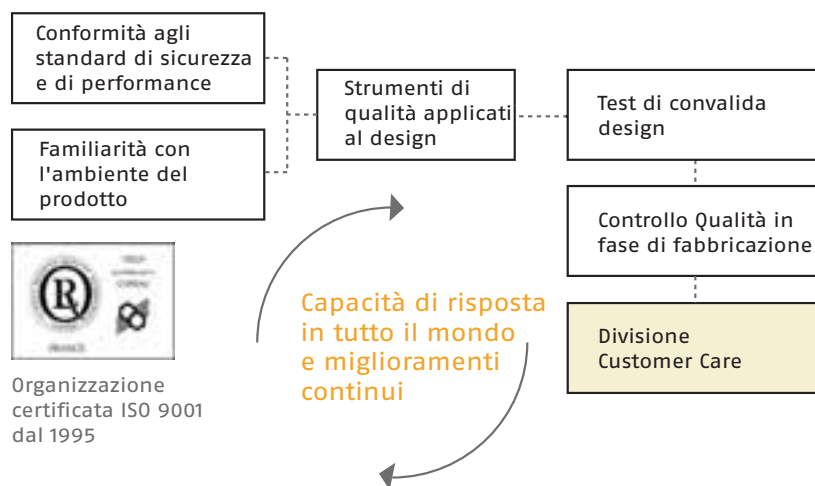 Conformità agli
standard di sicurezza
e di performance
Familiarità con
l'ambiente del
prodotto
Strumenti di
qualità applicati
al design
Test di convalida
design
Controllo Qualità in
fase di fabbricazione
Divisione
Customer Care
Capacità di risposta
in tutto il mondo
e miglioramenti
continui
FRANCE
Organizzazione
certificata ISO 9001
dal 1995